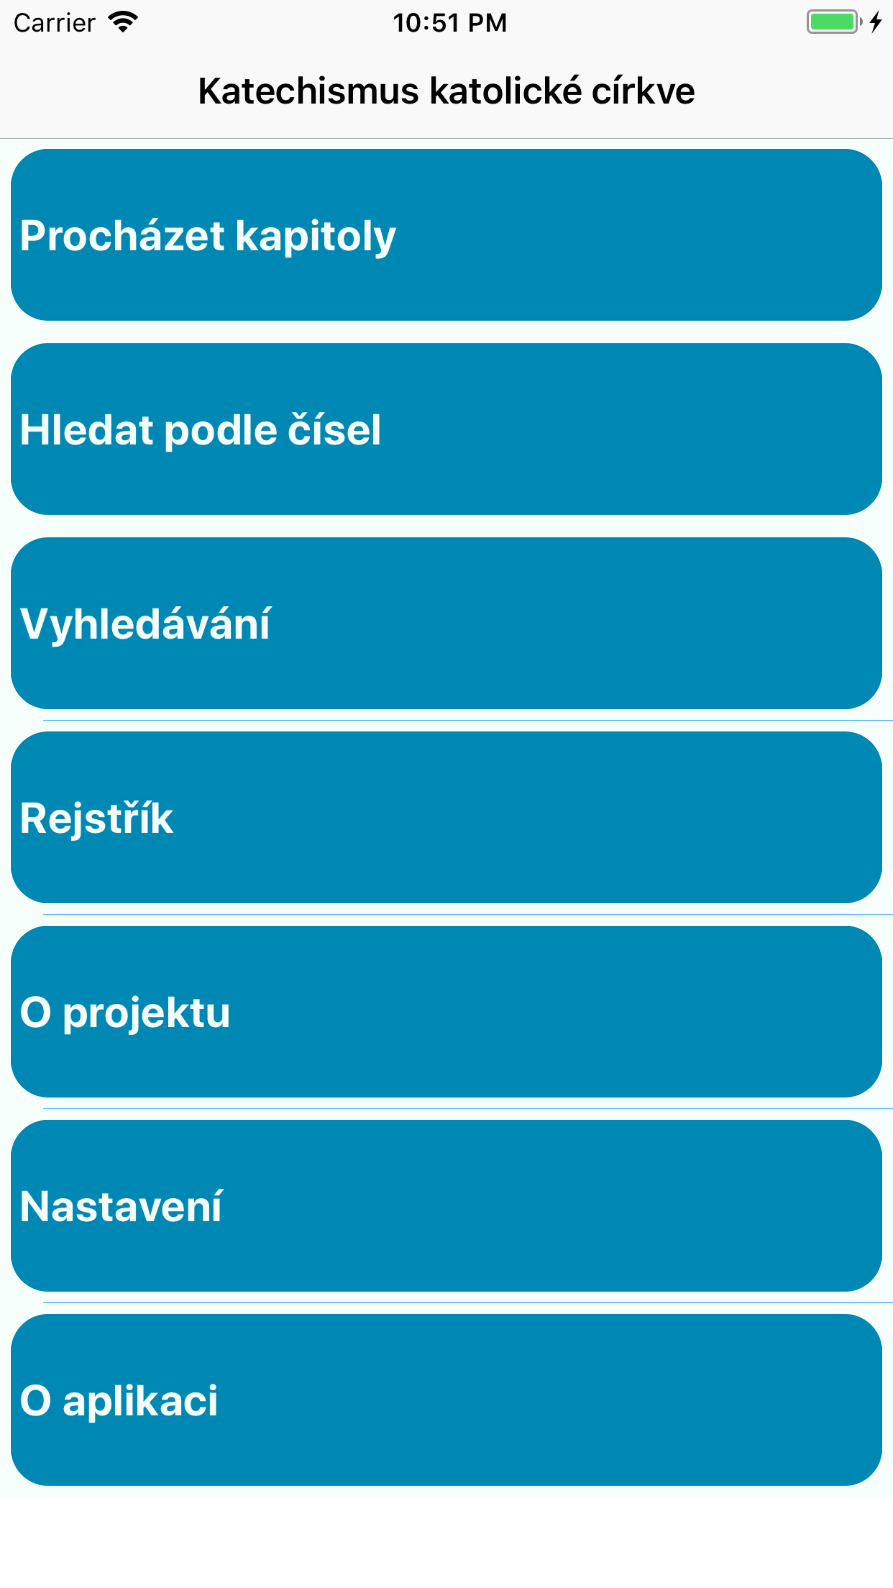 Carrier 10:51 PM
Katechismus katolické církve
Procházet kapitoly
Hledat podle čísel
Vyhledávání
Rejstřík
O projektu
Nastavení
O aplikaci